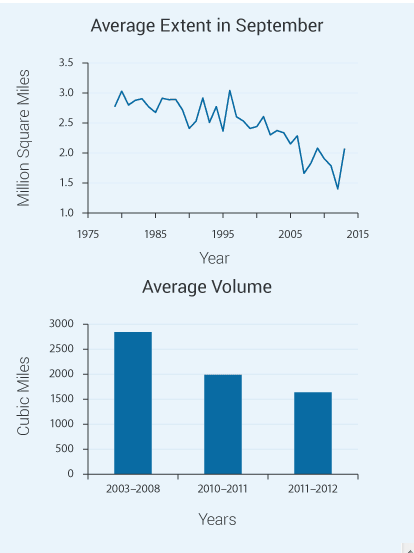 Average Extent in September
Million Square Miles
3.5
3.0
2.5
2.0
1.5
1.0
1975 1985 1995 2005 2015
Year
Average Volume
Cubic Miles
3000
2500
2000
1500
1000
500
0
2003–2008 2010–2011 2011–2012
Years